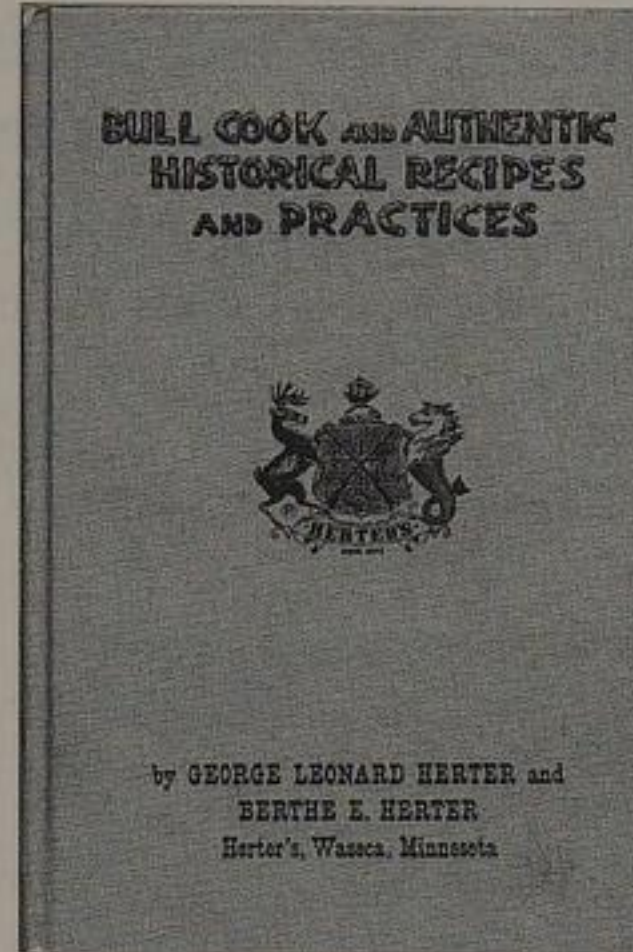 BULL COOK AND AUTHENTIC
HISTORICAL RECIPES
AND PRACTICES
HERTER'S
by GEORGE LEONARD HERTER and
BERTHE E. HERTER
Herter's, Waseca, Minnesota